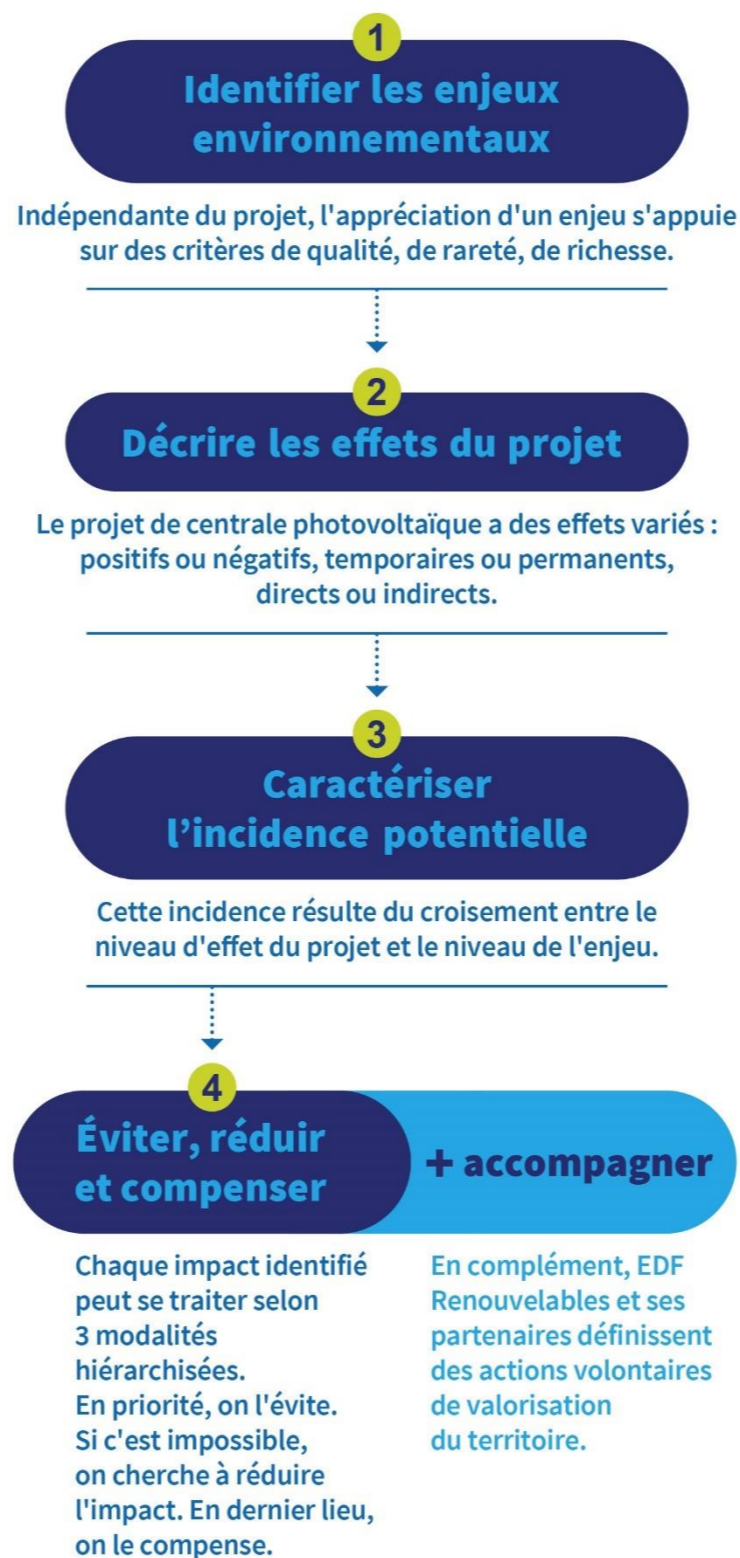 1
Identifier les enjeux
environnementaux
Indépendante du projet, l'appréciation d'un enjeu s'appuie
sur des critères de qualité, de rareté, de richesse.
2
Décrire les effets du projet
Le projet de centrale photovoltaïque a des effets variés :
positifs ou négatifs, temporaires ou permanents,
directs ou indirects.
3
Caractériser
l’incidence potentielle
Cette incidence résulte du croisement entre le
niveau d'effet du projet et le niveau de l'enjeu.
4
Éviter, réduir
et compenser
+ accompagner
Chaque impact identifié
peut se traiter selon
3 modalités
hiérarchisées.
En priorité, on l'évite.
Si c'est impossible,
on cherche à réduire
l'impact. En dernier lieu,
on le compense.
En complément, EDF
Renouvelables et ses
partenaires définissent
des actions volontaires
de valorisation
du territoire.